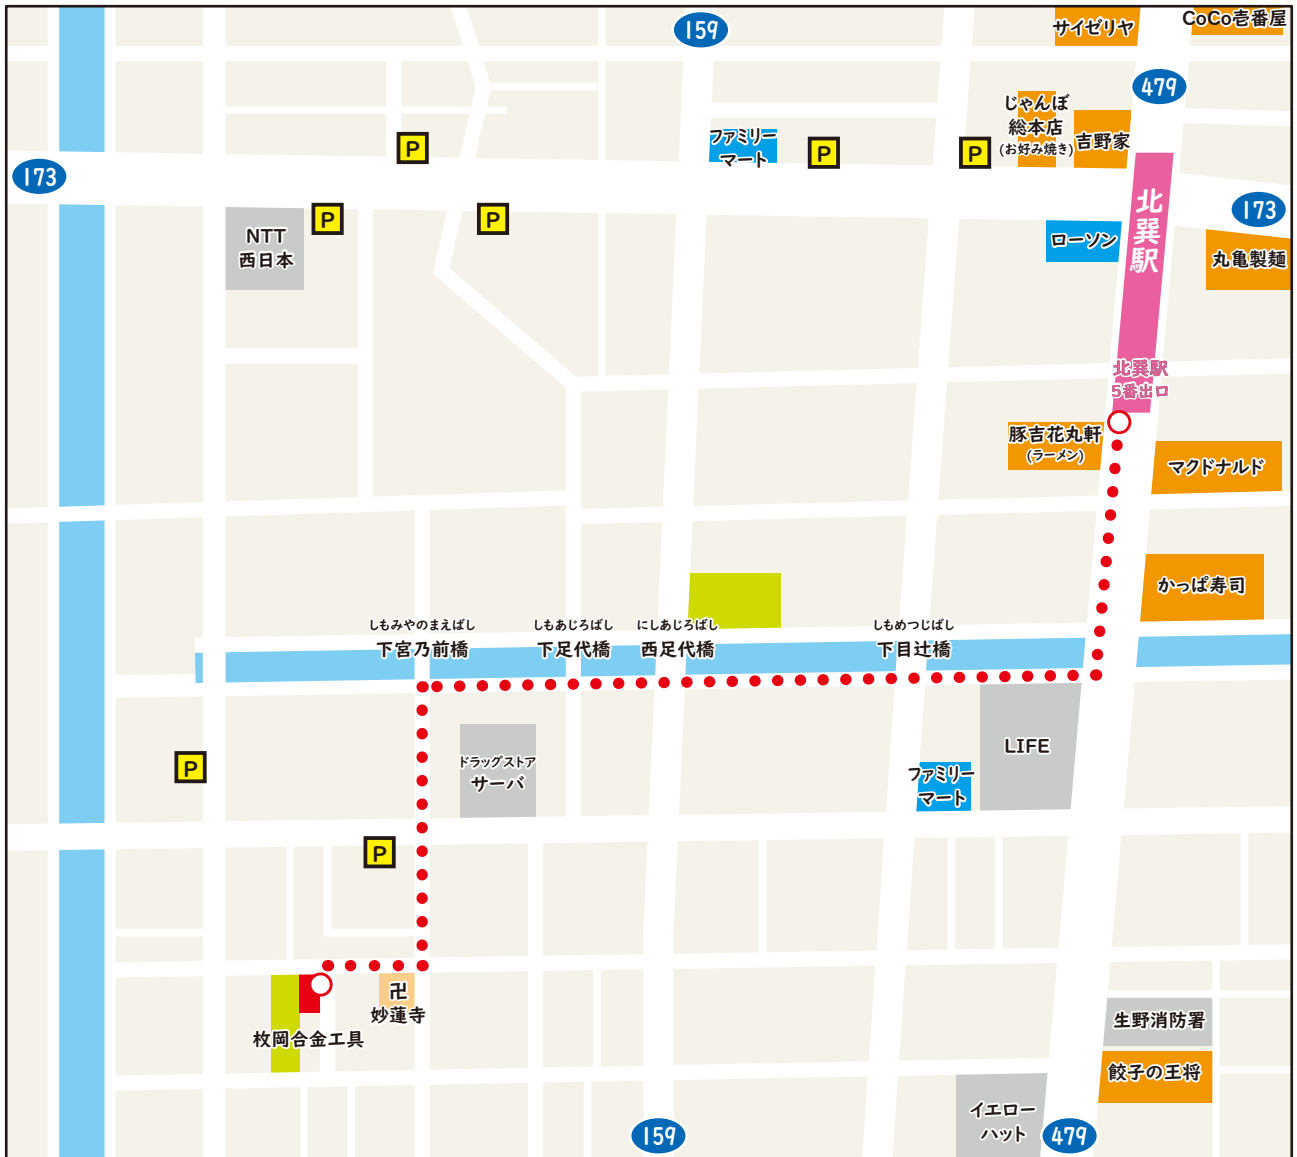 サイゼリヤ
CoCo壱番屋
159
479
じゃんぼ
総本店
(お好み焼き)
吉野家
ファミリー
マート
P
P
P
173
P
P
NTT
西日本
北巽駅
ローソン
173
丸亀製麺
北巽駅
5番出口
豚吉花丸軒
(ラーメン)
マクドナルド
かっぱ寿司
しもみやのまえばし
下宮乃前橋
しもあじろばし
下足代橋
にしあじろばし
西足代橋
しもめつじばし
下目辻橋
LIFE
ドラッグストア
サーバ
P
ファミリー
マート
P
卍
妙蓮寺
枚岡合金工具
生野消防署
餃子の王将
イエロー
ハット
159
479